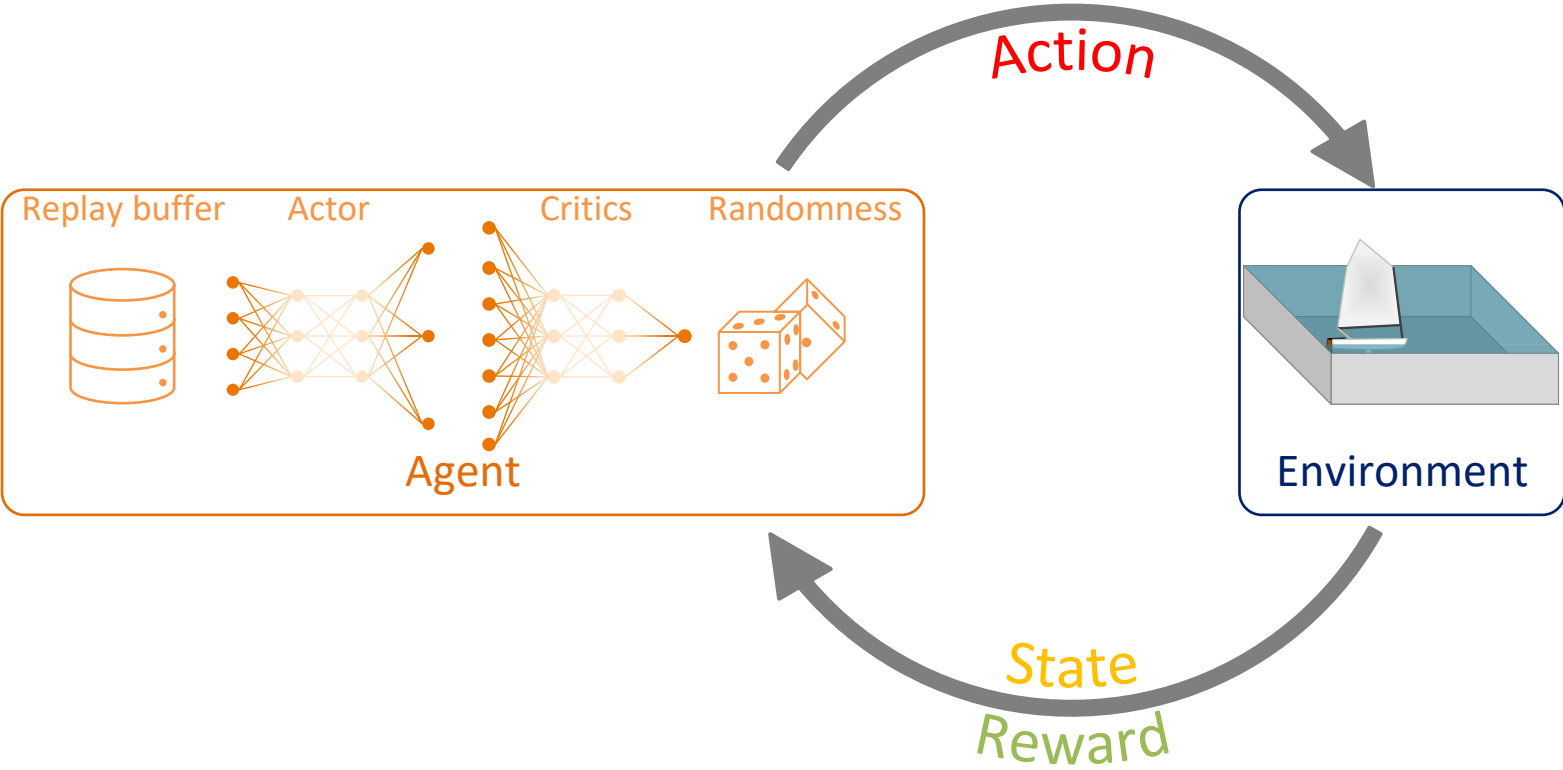 Action
Replay buffer
Actor
Critics
Randomness
Agent
Environment
State
Reward